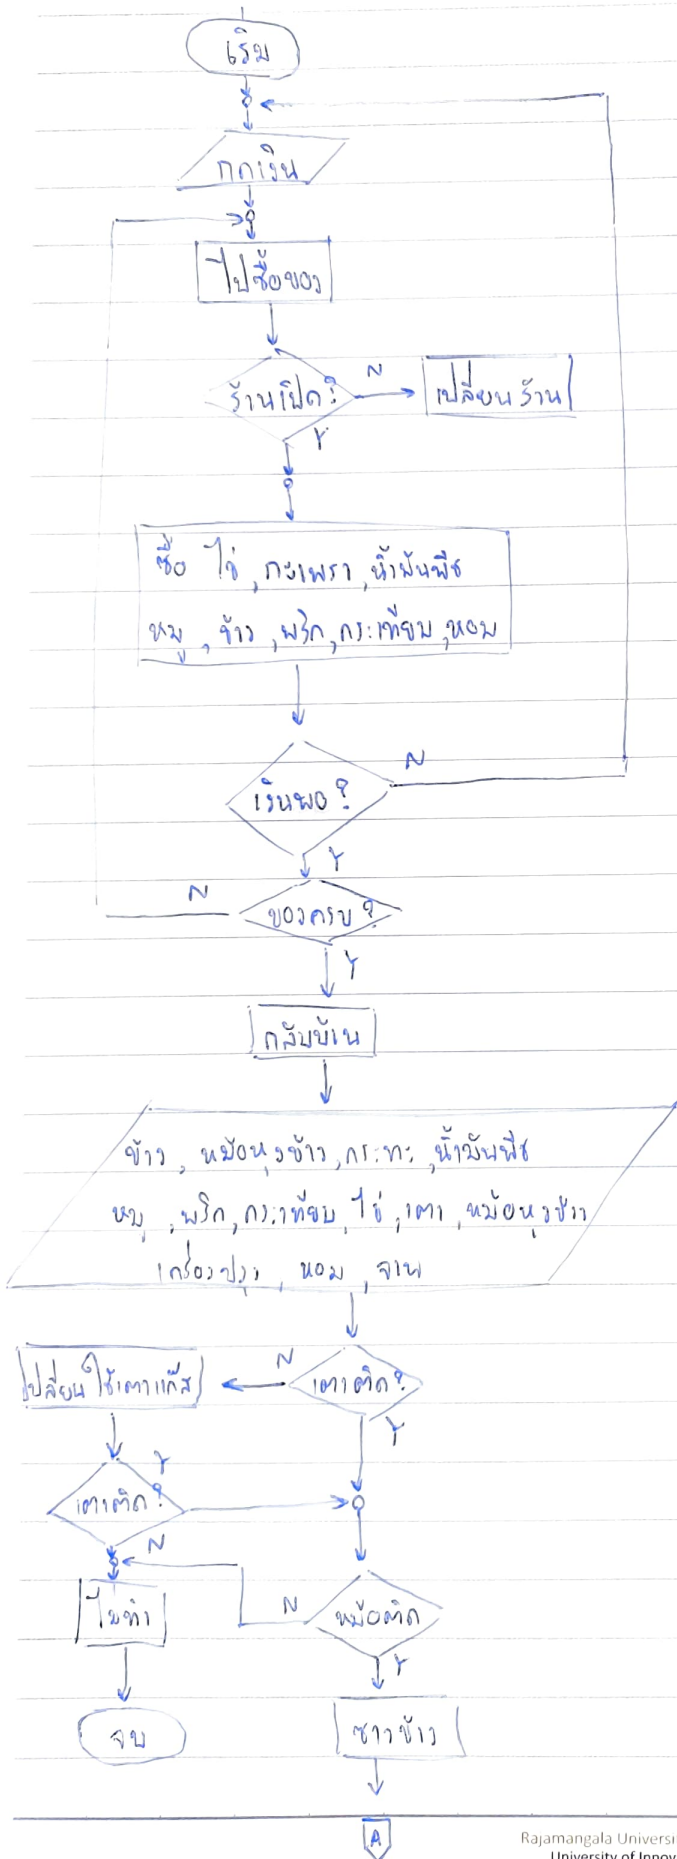 เริ่ม
กดเงิน
ไปซื้อของ
ร้านเปิด?
N
เปลี่ยนร้าน
Y
ซื้อ ไข่ , กะเพรา , น้ำมันพืช
หมู , ข้าว , พริก , กระเทียม , หอม
เงินพอ?
N
Y
ของครบ?
N
Y
กลับบ้าน
ข้าว , หม้อหุงข้าว , กระทะ , น้ำมันพืช
หมู , พริก , กระเทียม , ไข่ , เตา , หม้อหุงข้าว
เครื่องปรุง , หอม , จาน
เตาติด?
N
เปลี่ยนใช้เตาแก๊ส
Y
เตาติด?
Y
N
ไม่ทำ
N
หม้อติด
Y
จบ
ซาวข้าว
A
Rajamangala Universi
University of Innov